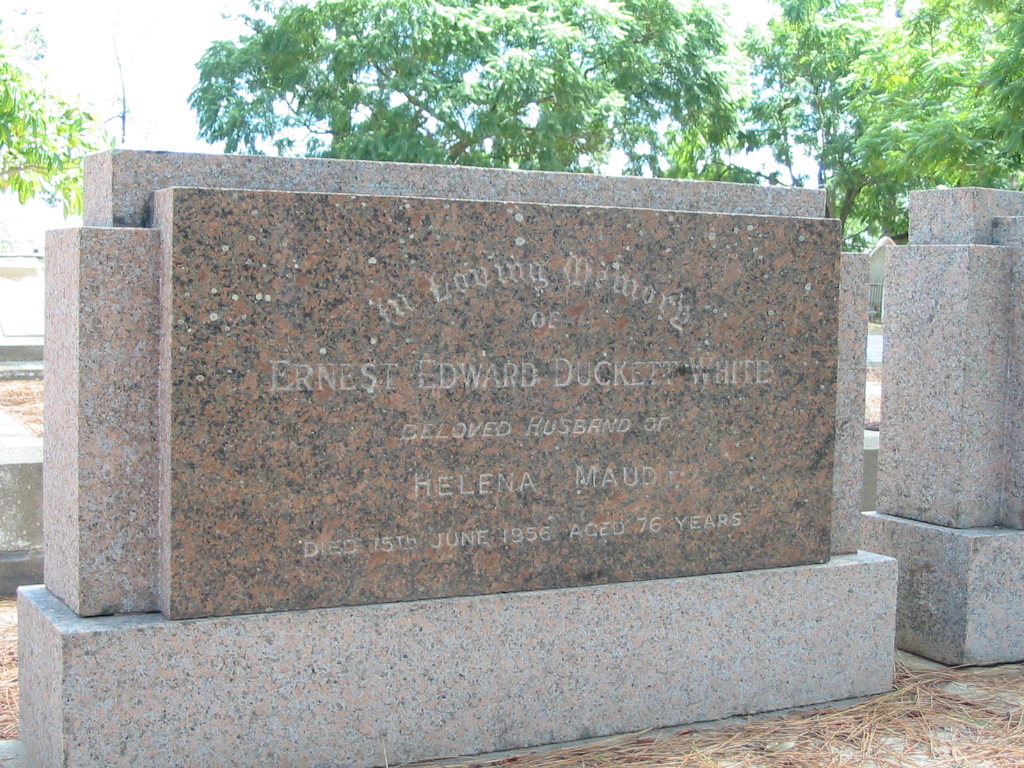 In Loving Memory
OF
ERNEST EDWARD DUCKETT WHITE
BELOVED HUSBAND OF
HELENA MAUD
DIED 15TH JUNE 1956 AGED 76 YEARS